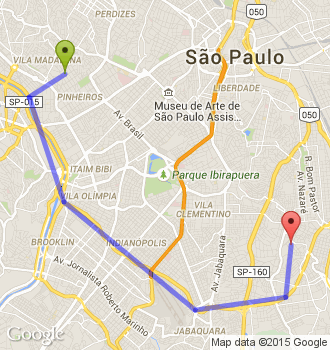 PERDIZES
050
VILA MADALENA
São Paulo
SP-015
PINHEIROS
LIBERDADE
Museu de Arte de
São Paulo Assis...
050
Av. Brasil
R. Bom Pastor
Av. Nazaré
ITAIM BIBI
Parque Ibirapuera
VILA OLÍMPIA
VILA
CLEMENTINO
BROOKLIN
INDIANÓPOLIS
Av. Jabaquara
SP-160
Av. Jornalista Roberto Marinho
JABAQUARA
Google
Map data ©2015 Google